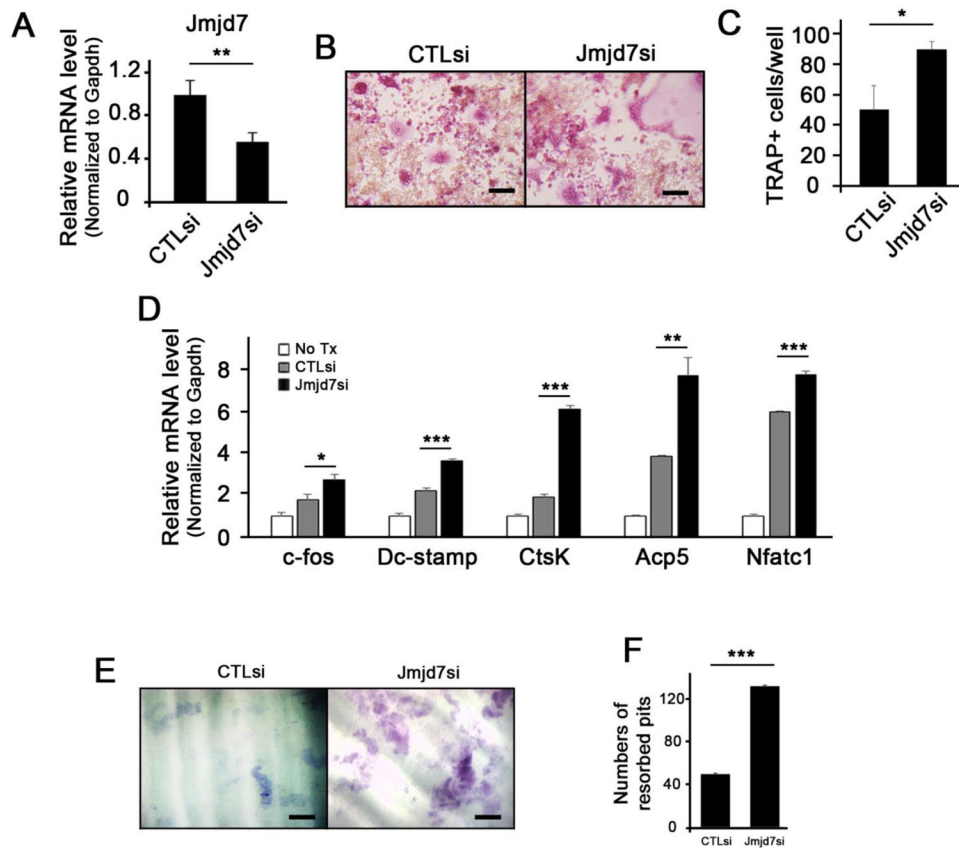 A
Jmjd7
**
Relative mRNA level
(Normalized to Gapdh)
1.2
0.8
0.4
0
CTLsi
Jmjd7si
B
CTLsi
Jmjd7si
C
*
TRAP+ cells/well
100
80
60
40
20
0
CTLsi
Jmjd7si
D
Relative mRNA level
(Normalized to Gapdh)
No Tx
CTLsi
Jmjd7si
8
6
4
2
0
*
***
***
**
***
c-fos
Dc-stamp
CtsK
Acp5
Nfatc1
E
CTLsi
Jmjd7si
F
***
Numbers of
resorbed pits
120
80
40
0
CTLsi
Jmjd7si